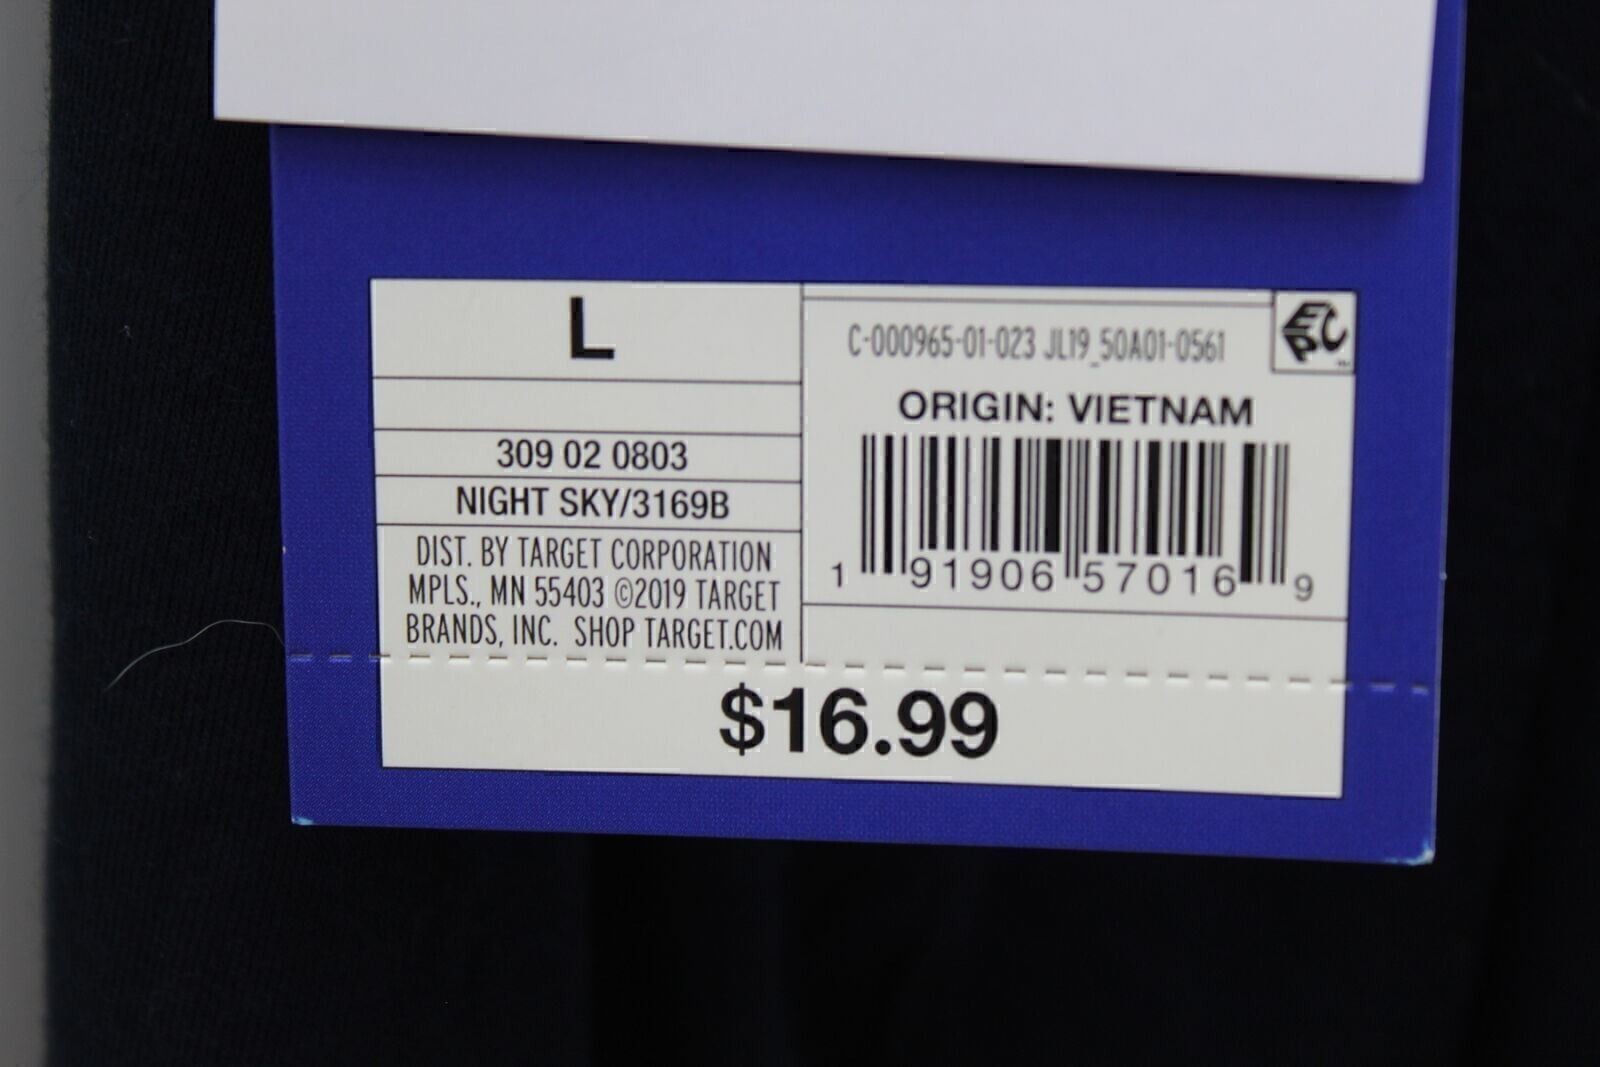 L
309 02 0803
NIGHT SKY/3169B
DIST. BY TARGET CORPORATION
MPLS., MN 55403 ©2019 TARGET
BRANDS, INC. SHOP TARGET.COM
C-000965-01-023 JL19_50A01-0561
EPC™
ORIGIN: VIETNAM
1 91906 57016 9
$16.99